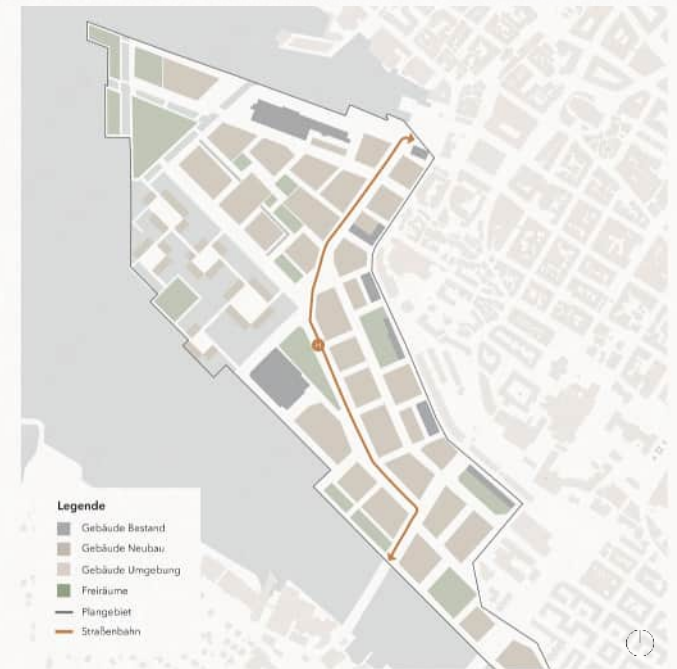 H
Legende
Gebäude Bestand
Gebäude Neubau
Gebäude Umgebung
Freiräume
Plangebiet
Straßenbahn